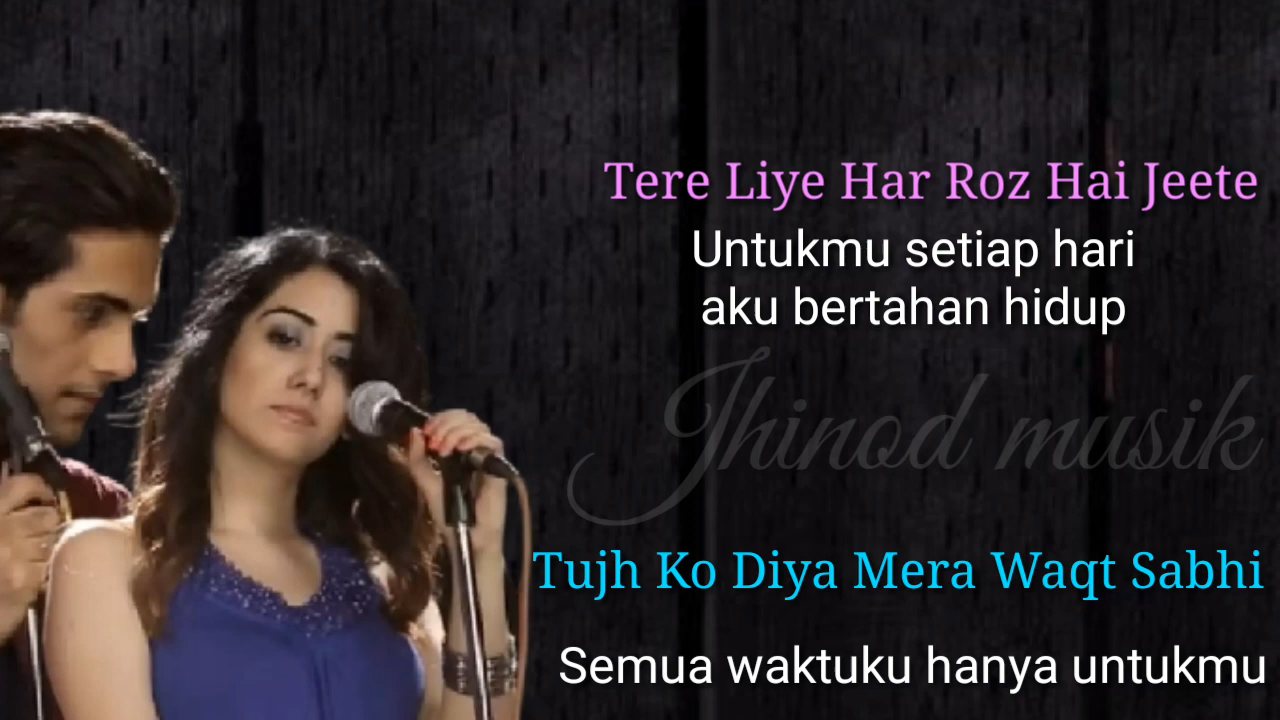 Tere Liye Har Roz Hai Jeete
Untukmu setiap hari
aku bertahan hidup
Jhinod musik
Tujh Ko Diya Mera Waqt Sabhi
Semua waktuku hanya untukmu